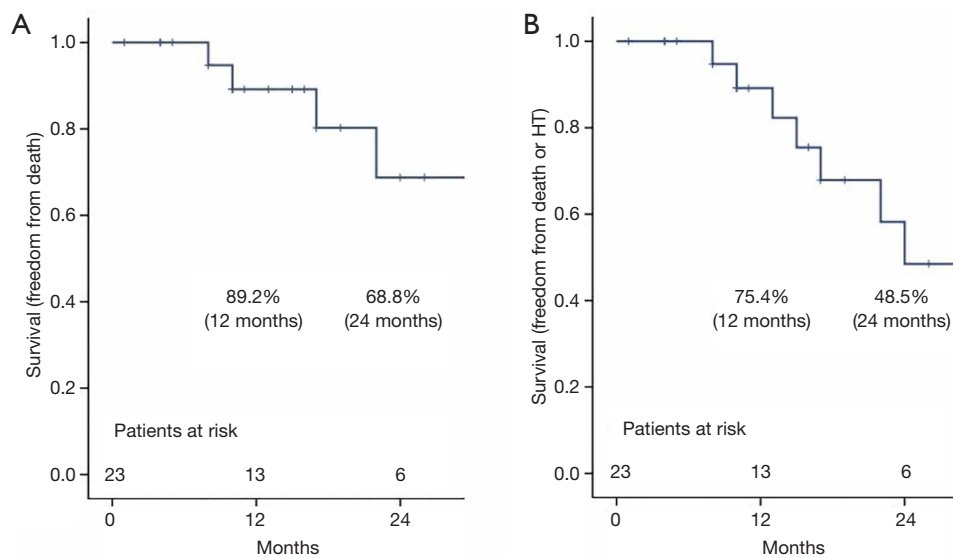 A
Survival (freedom from death)
1.0
0.8
0.6
0.4
0.2
0.0
89.2%
(12 months)
68.8%
(24 months)
Patients at risk
23 13 6
0 12 24
Months
B
Survival (freedom from death or HT)
1.0
0.8
0.6
0.4
0.2
0.0
75.4%
(12 months)
48.5%
(24 months)
Patients at risk
23 13 6
0 12 24
Months